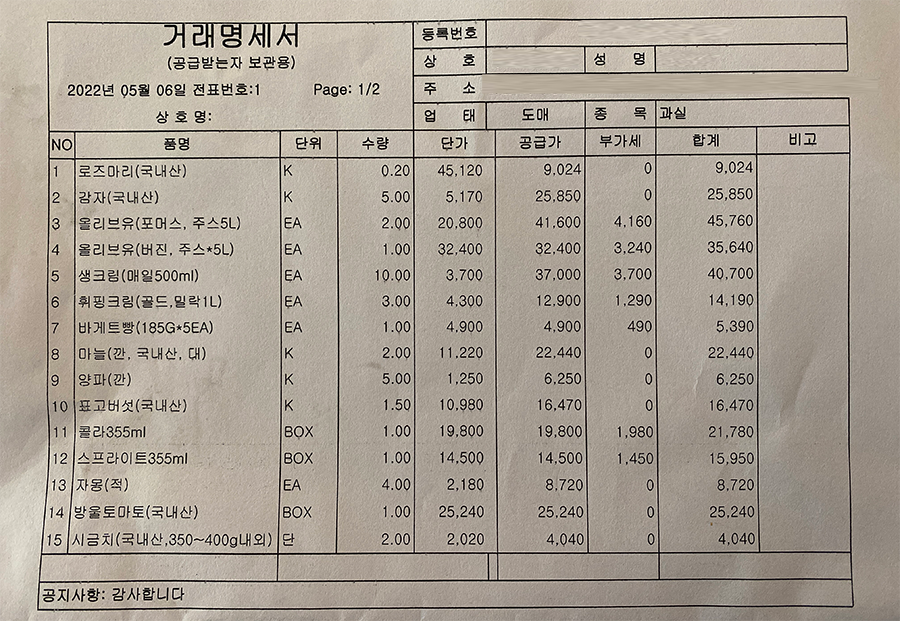 거래명세서
(공급받는자 보관용)
2022년 05월 06일 전표번호:1 Page: 1/2
상 호 명:
등록번호
상 호 성 명
주 소
업 태 도매 종 목 과실
NO 품명 단위 수량 단가 공급가 부가세 합계 비고
1 로즈마리(국내산) K 0.20 45,120 9,024 0 9,024
2 감자(국내산) K 5.00 5,170 25,850 0 25,850
3 올리브유(포머스, 주스5L) EA 2.00 20,800 41,600 4,160 45,760
4 올리브유(버진, 주스*5L) EA 1.00 32,400 32,400 3,240 35,640
5 생크림(매일500ml) EA 10.00 3,700 37,000 3,700 40,700
6 휘핑크림(골드,밀락1L) EA 3.00 4,300 12,900 1,290 14,190
7 바게트빵(185G*5EA) EA 1.00 4,900 4,900 490 5,390
8 마늘(깐, 국내산, 대) K 2.00 11,220 22,440 0 22,440
9 양파(깐) K 5.00 1,250 6,250 0 6,250
10 표고버섯(국내산) K 1.50 10,980 16,470 0 16,470
11 콜라355ml BOX 1.00 19,800 19,800 1,980 21,780
12 스프라이트355ml BOX 1.00 14,500 14,500 1,450 15,950
13 자몽(적) EA 4.00 2,180 8,720 0 8,720
14 방울토마토(국내산) BOX 1.00 25,240 25,240 0 25,240
15 시금치(국내산,350~400g내외) 단 2.00 2,020 4,040 0 4,040
공지사항: 감사합니다